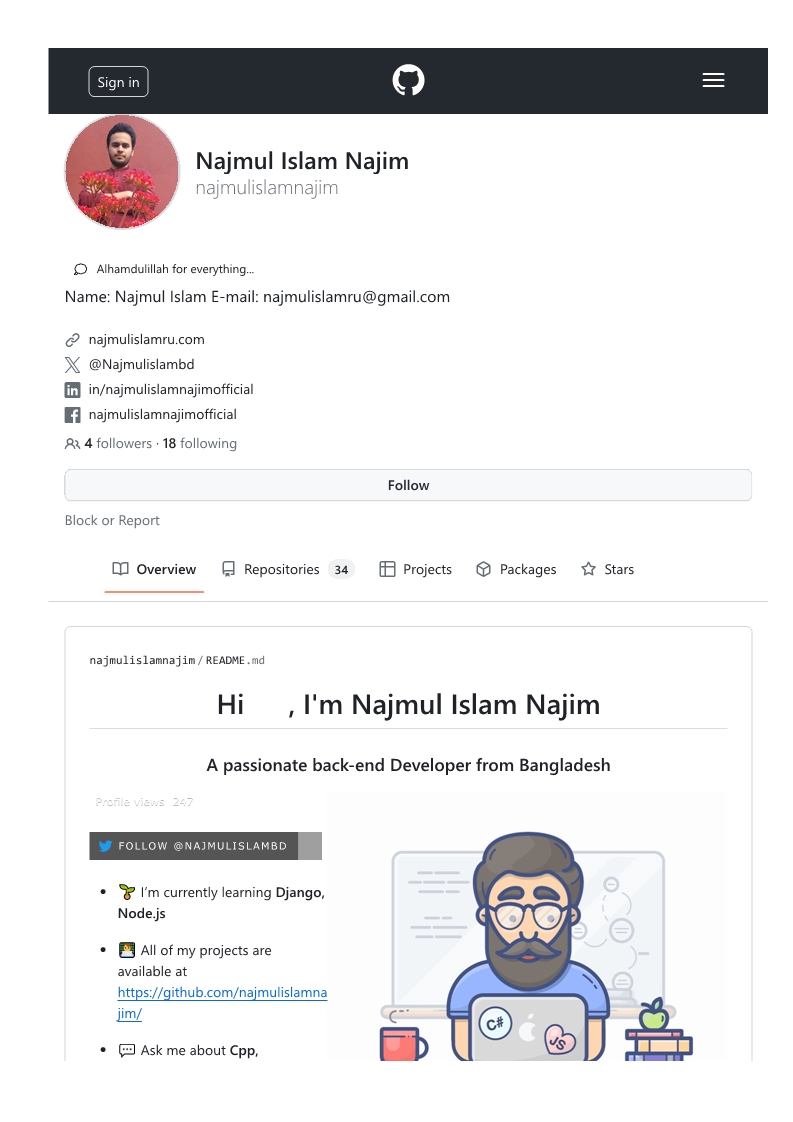 Sign in
Najmul Islam Najim
najmulislamnajim
Alhamdulillah for everything...
Name: Najmul Islam E-mail: najmulislamru@gmail.com
najmulislamru.com
@Najmulislambd
in/najmulislamnajimofficial
najmulislamnajimofficial
4 followers · 18 following
Follow
Block or Report
Overview Repositories 34 Projects Packages Stars
najmulislamnajim/README.md
Hi , I'm Najmul Islam Najim
A passionate back-end Developer from Bangladesh
Profile views 247
FOLLOW @NAJMULISLAMBD
• 🌱 I’m currently learning Django,
Node.js
• 👨‍💻 All of my projects are
available at
https://github.com/najmulislamna
jim/
• 💬 Ask me about Cpp,
C#
JS